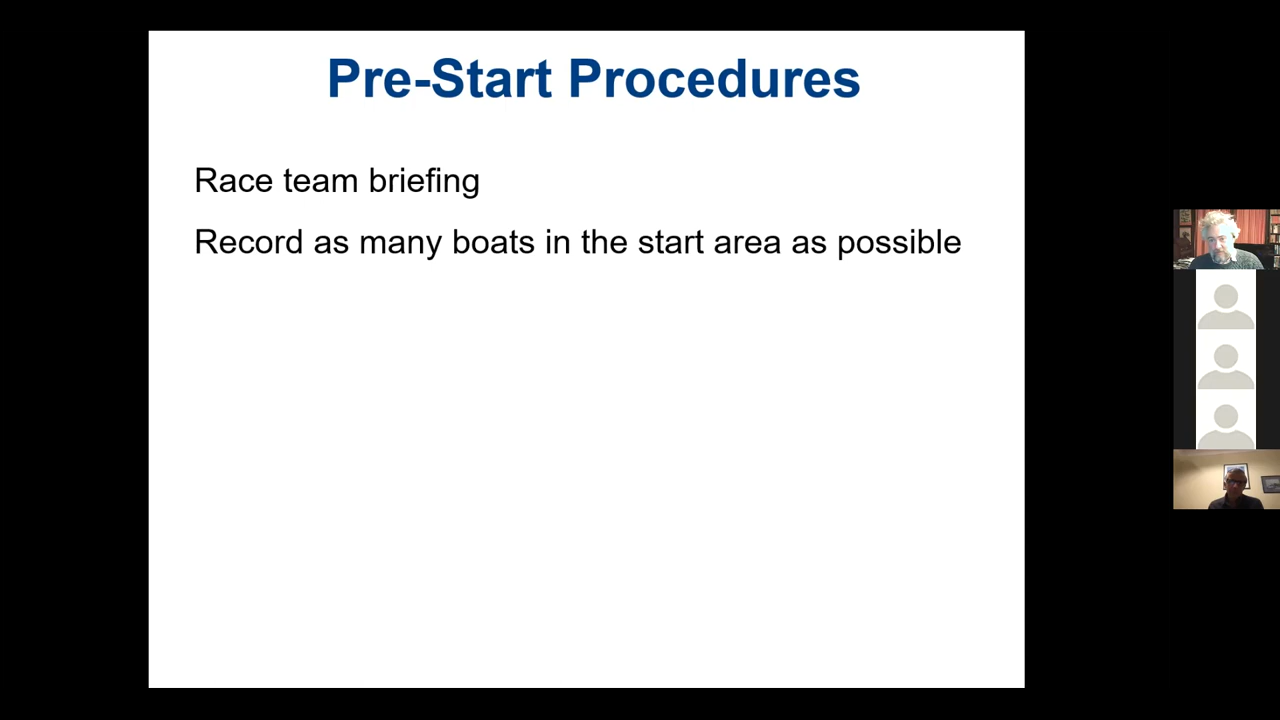 Pre-Start Procedures
Race team briefing
Record as many boats in the start area as possible